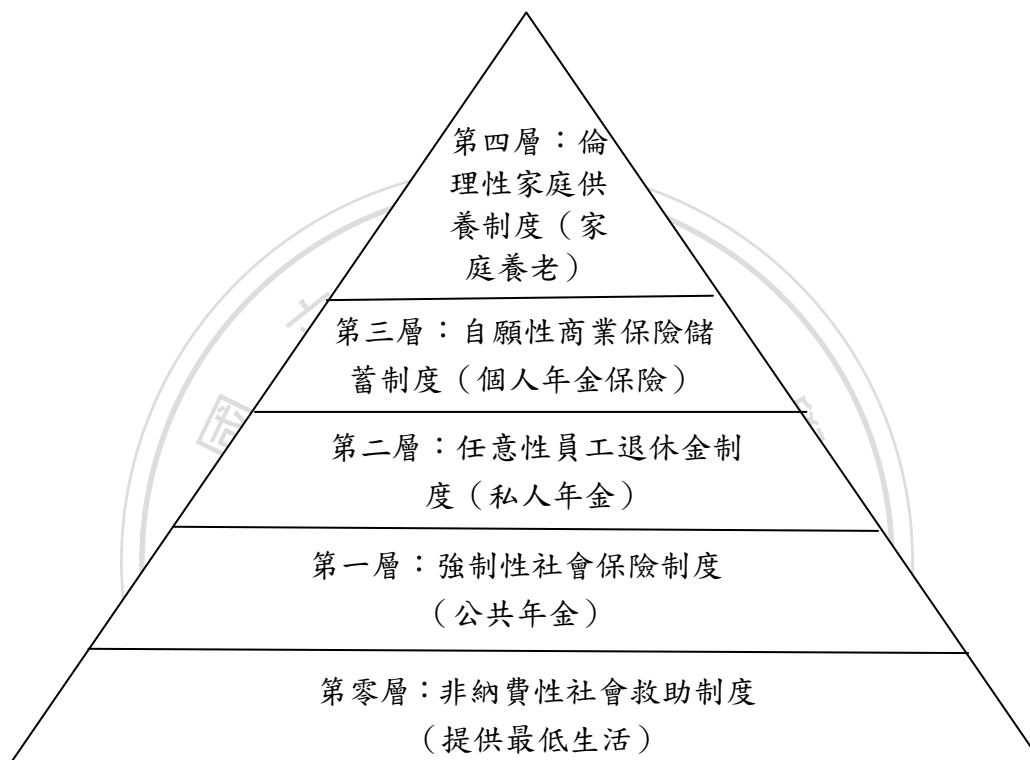 第四層：倫
理性家庭供
養制度（家
庭養老）
第三層：自願性商業保險儲
蓄制度（個人年金保險）
第二層：任意性員工退休金制
度（私人年金）
第一層：強制性社會保險制度
（公共年金）
第零層：非納費性社會救助制度
（提供最低生活）